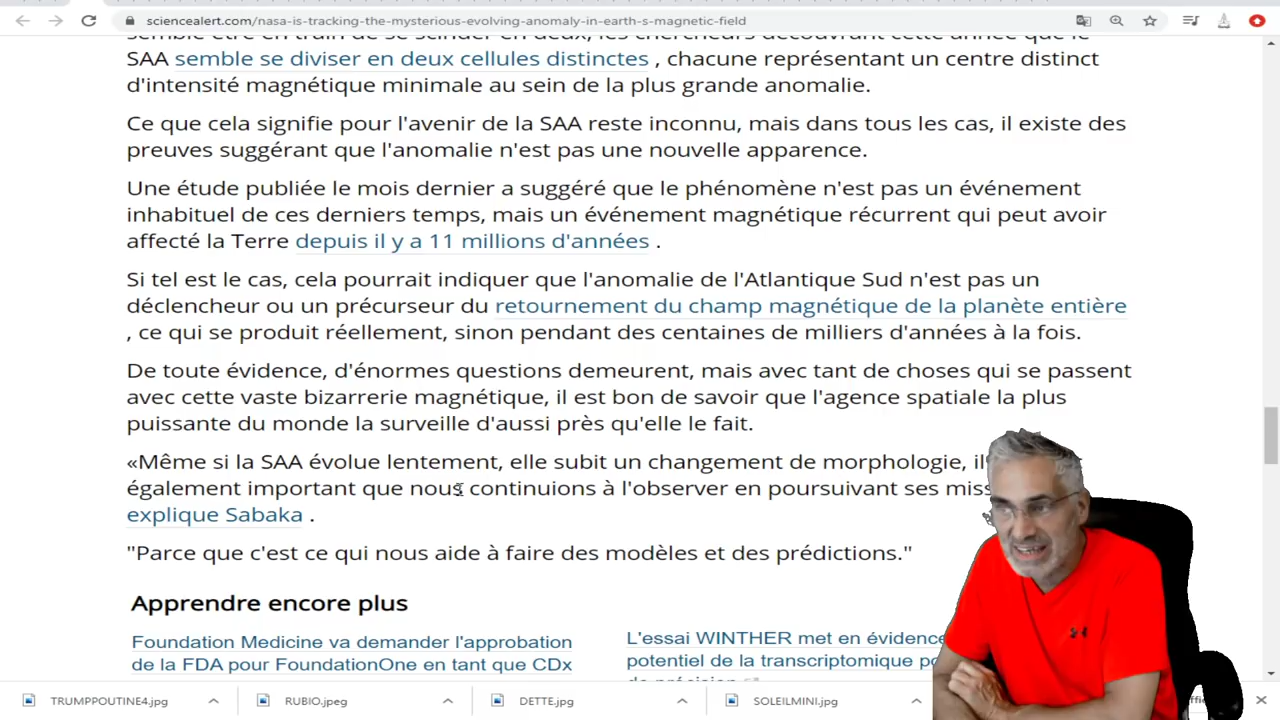 sciencealert.com/nasa-is-tracking-the-mysterious-evolving-anomaly-in-earth-s-magnetic-field
semble être en train de se scinder en deux, les chercheurs découvrant cette année que le
SAA semble se diviser en deux cellules distinctes , chacune représentant un centre distinct
d'intensité magnétique minimale au sein de la plus grande anomalie.
Ce que cela signifie pour l'avenir de la SAA reste inconnu, mais dans tous les cas, il existe des
preuves suggérant que l'anomalie n'est pas une nouvelle apparence.
Une étude publiée le mois dernier a suggéré que le phénomène n'est pas un événement
inhabituel de ces derniers temps, mais un événement magnétique récurrent qui peut avoir
affecté la Terre depuis il y a 11 millions d'années .
Si tel est le cas, cela pourrait indiquer que l'anomalie de l'Atlantique Sud n'est pas un
déclencheur ou un précurseur du retournement du champ magnétique de la planète entière
, ce qui se produit réellement, sinon pendant des centaines de milliers d'années à la fois.
De toute évidence, d'énormes questions demeurent, mais avec tant de choses qui se passent
avec cette vaste bizarrerie magnétique, il est bon de savoir que l'agence spatiale la plus
puissante du monde la surveille d'aussi près qu'elle le fait.
«Même si la SAA évolue lentement, elle subit un changement de morphologie, il
également important que nous continuions à l'observer en poursuivant ses
explique Sabaka .
"Parce que c'est ce qui nous aide à faire des modèles et des prédictions."
Apprendre encore plus
Foundation Medicine va demander l'approbation
de la FDA pour FoundationOne en tant que CDx
L'essai WINTHER met en évidence
potentiel de la transcriptomique
TRUMPPOUTINE4.jpg
RUBIO.jpeg
DETTE.jpg
SOLEILMINI.jpg